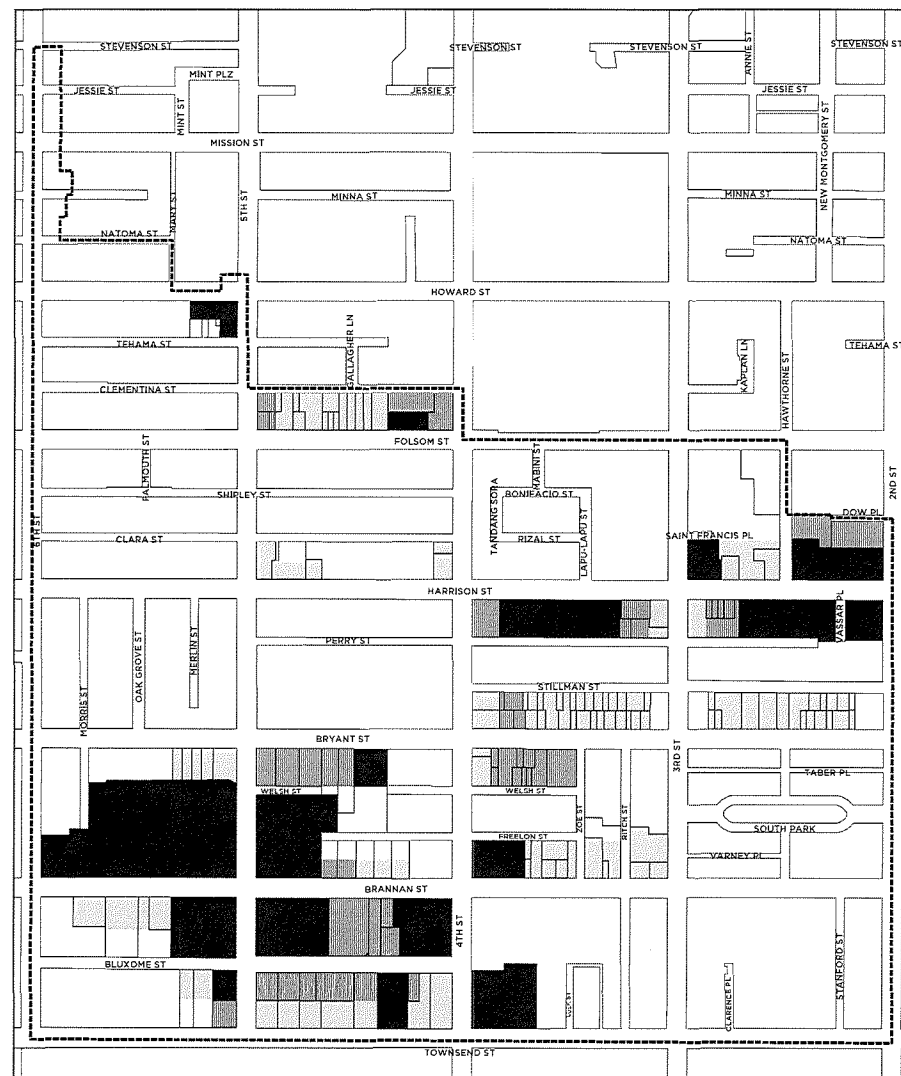 STEVENSON ST
STEVENSON ST
STEVENSON ST
STEVENSON ST
ANNIE ST
MINT PLZ
JESSIE ST
JESSIE ST
JESSIE ST
MINT ST
NEW MONTGOMERY ST
MISSION ST
MINNA ST
MINNA ST
MARY ST
5TH ST
NATOMA ST
NATOMA ST
HOWARD ST
GALLAGHER LN
TEHAMA ST
TEHAMA ST
KAPLAN LN
HAWTHORNE ST
CLEMENTINA ST
FOLSOM ST
FALMOUTH ST
MABINI ST
2ND ST
SHIPLEY ST
TANDANG SORA
BONIFACIO ST
LAPU-LAPU ST
DOW PL
6TH ST
CLARA ST
RIZAL ST
SAINT FRANCIS PL
HARRISON ST
VASSAR PL
PERRY ST
MERLIN ST
OAK GROVE ST
MORRIS ST
STILLMAN ST
BRYANT ST
3RD ST
TABER PL
WELSH ST
WELSH ST
ZOE ST
RITCH ST
SOUTH PARK
FREELON ST
VARNEY PL
BRANNAN ST
4TH ST
BLUXOME ST
LUSK ST
CLARENCE PL
STANFORD ST
TOWNSEND ST